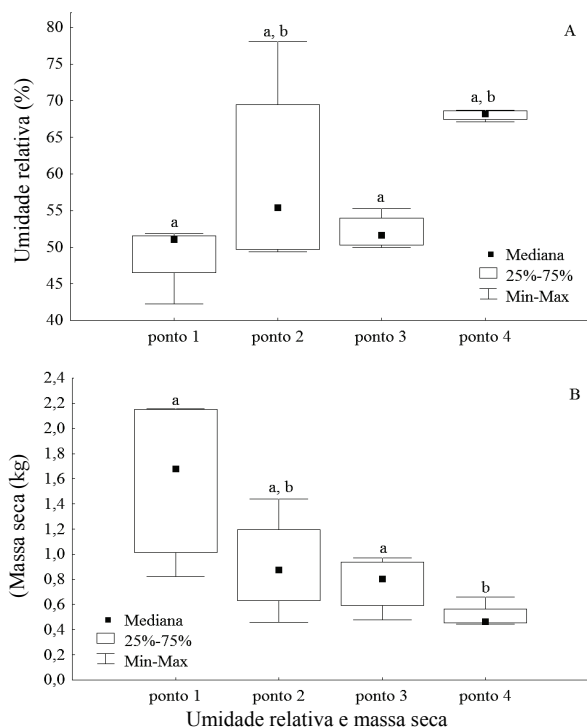 A
Umidade relativa (%)
80
75
70
65
60
55
50
45
40
a
a, b
a
a, b
Mediana
25%-75%
Min-Max
ponto 1 ponto 2 ponto 3 ponto 4
B
(Massa seca (kg)
2,4
2,2
2,0
1,8
1,6
1,4
1,2
1,0
0,8
0,6
0,4
0,2
0,0
a
a, b
a
b
Mediana
25%-75%
Min-Max
ponto 1 ponto 2 ponto 3 ponto 4
Umidade relativa e massa seca